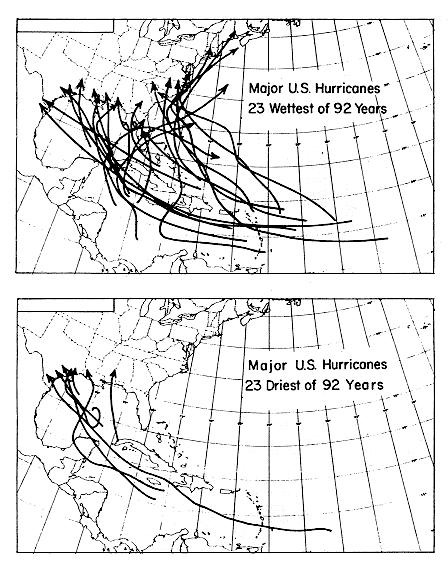 Major U.S. Hurricanes
23 Wettest of 92 Years
Major U.S. Hurricanes
23 Driest of 92 Years